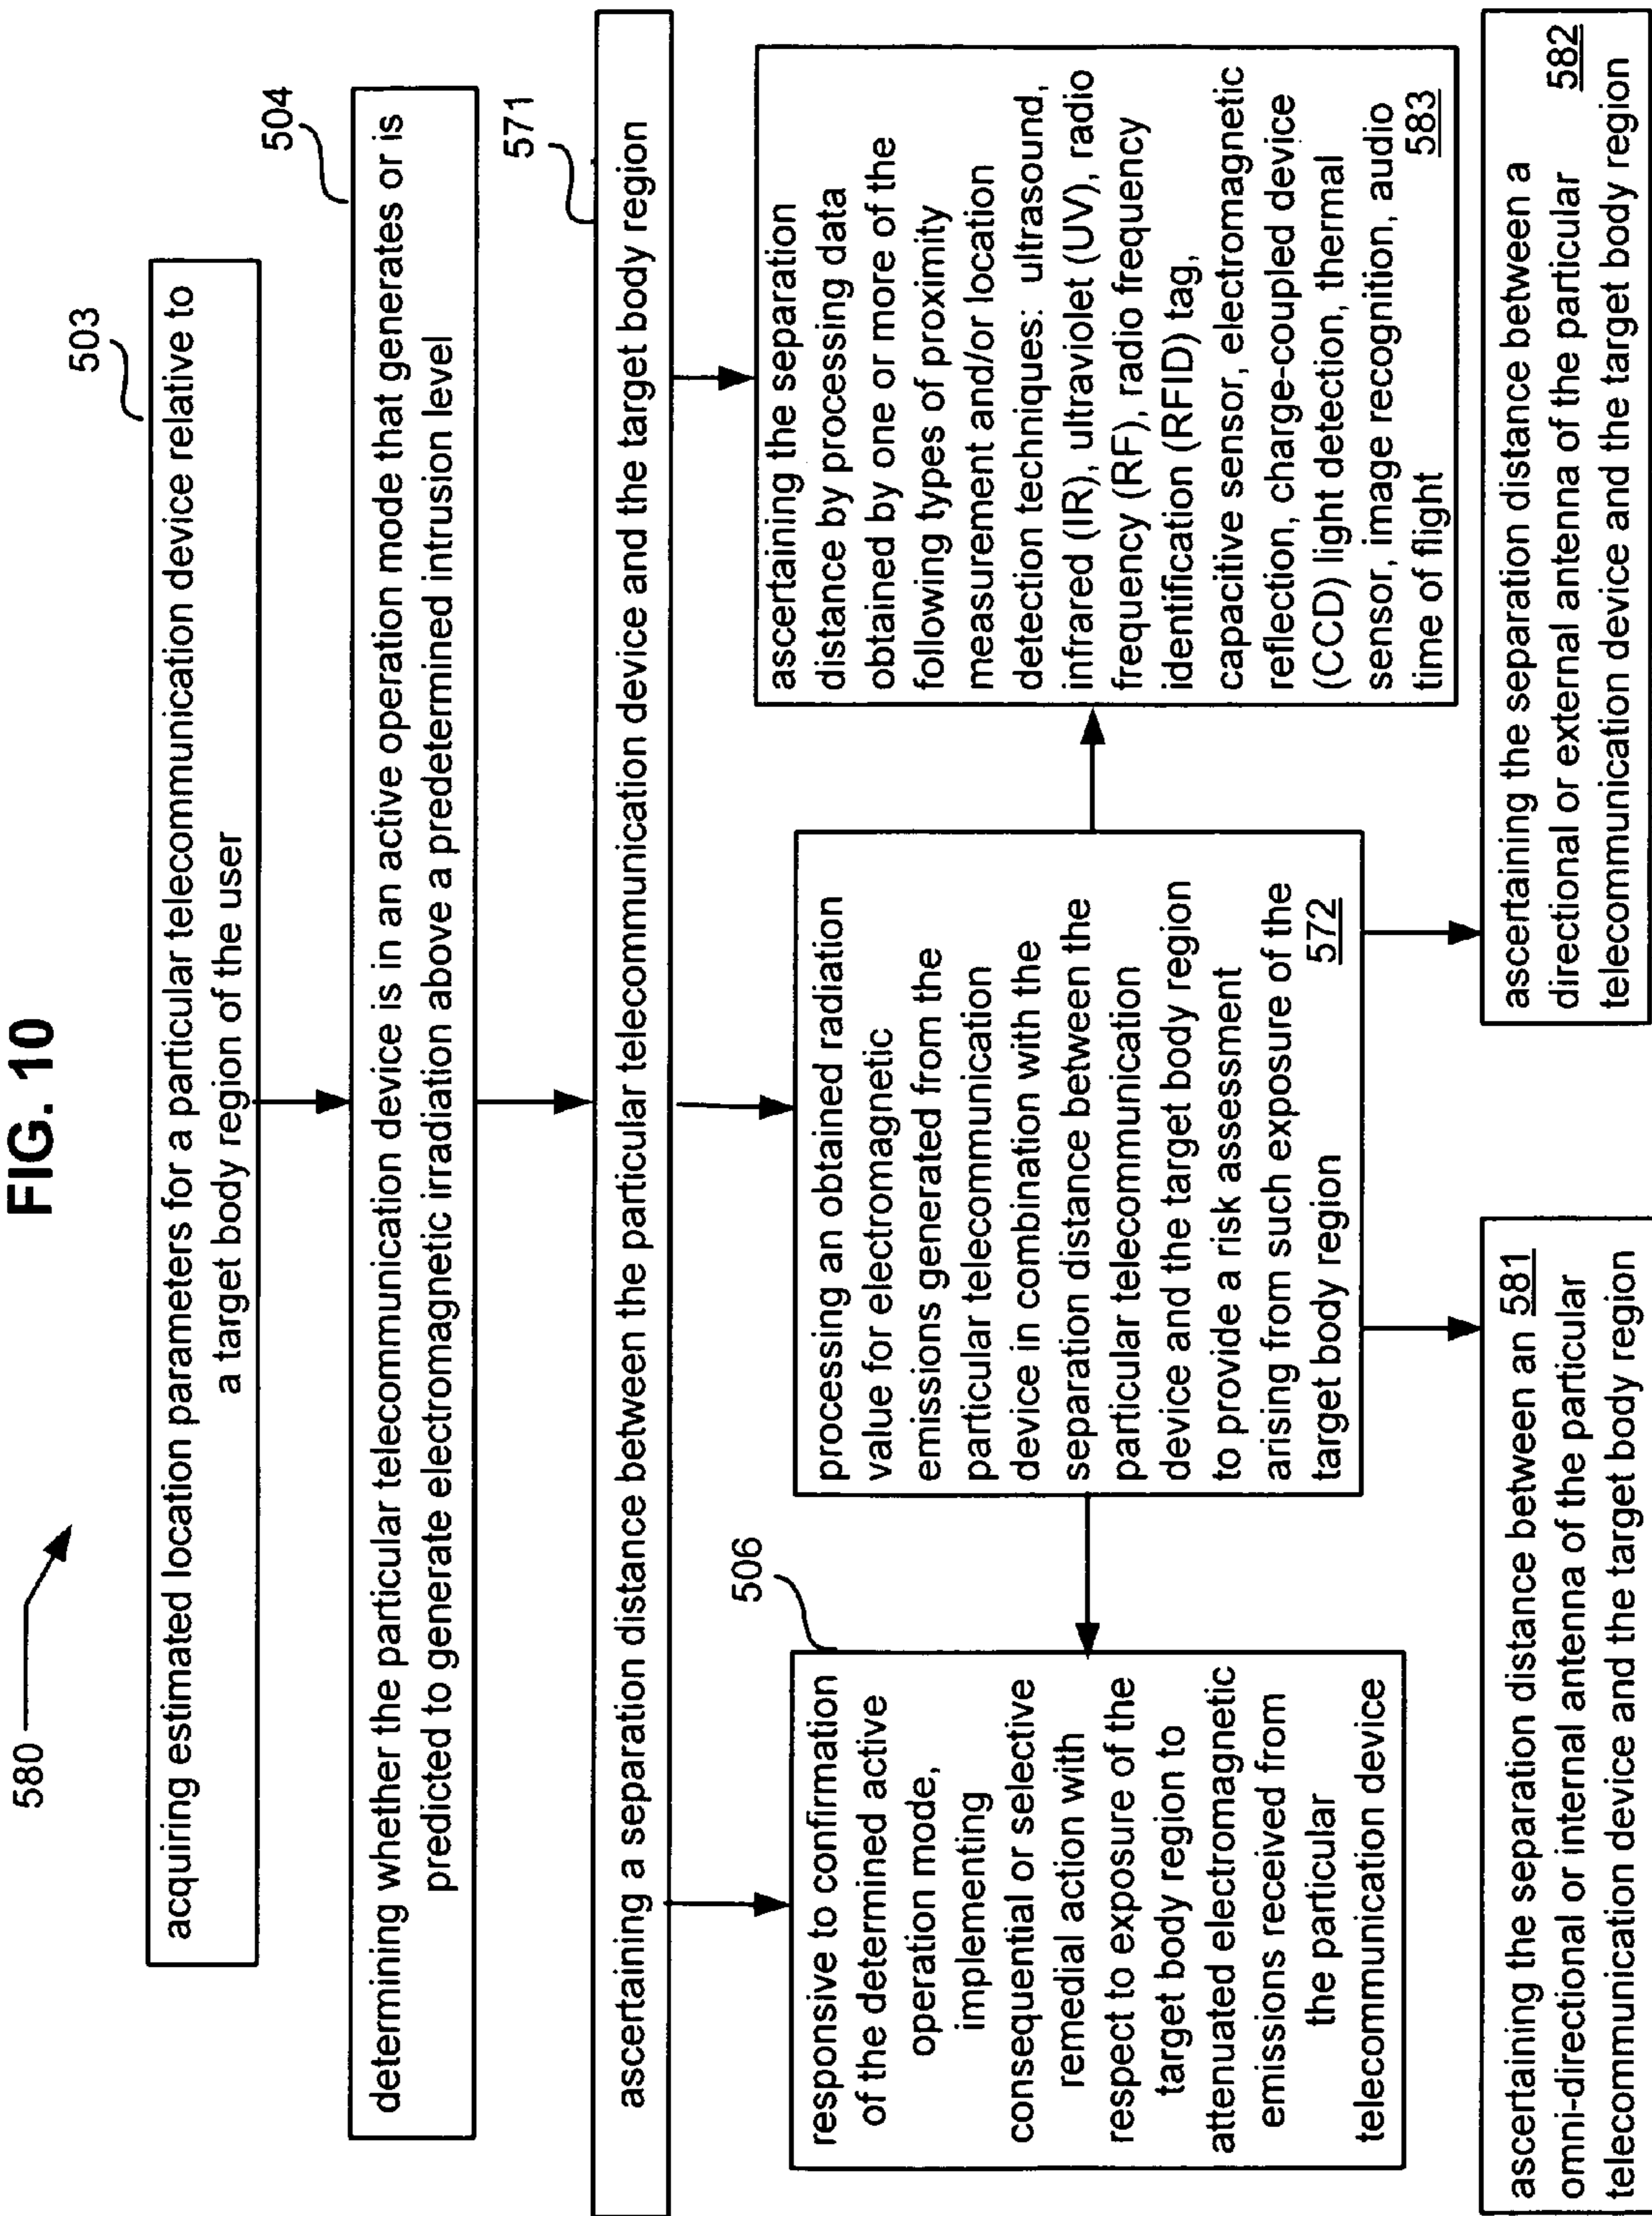 FIG. 10
580
503
acquiring estimated location parameters for a particular telecommunication device relative to
a target body region of the user
504
determining whether the particular telecommunication device is in an active operation mode that generates or is
predicted to generate electromagnetic irradiation above a predetermined intrusion level
571
ascertaining a separation distance between the particular telecommunication device and the target body region
506
responsive to confirmation
of the determined active
operation mode,
implementing
consequential or selective
remedial action with
respect to exposure of the
target body region to
attenuated electromagnetic
emissions received from
the particular
telecommunication device
processing an obtained radiation
value for electromagnetic
emissions generated from the
particular telecommunication
device in combination with the
separation distance between the
particular telecommunication
device and the target body region
to provide a risk assessment
arising from such exposure of the
target body region 572
ascertaining the separation
distance by processing data
obtained by one or more of the
following types of proximity
measurement and/or location
detection techniques: ultrasound,
infrared (IR), ultraviolet (UV), radio
frequency (RF), radio frequency
identification (RFID) tag,
capacitive sensor, electromagnetic
reflection, charge-coupled device
(CCD) light detection, thermal
sensor, image recognition, audio
time of flight 583
ascertaining the separation distance between an 581
omni-directional or internal antenna of the particular
telecommunication device and the target body region
ascertaining the separation distance between a
directional or external antenna of the particular 582
telecommunication device and the target body region